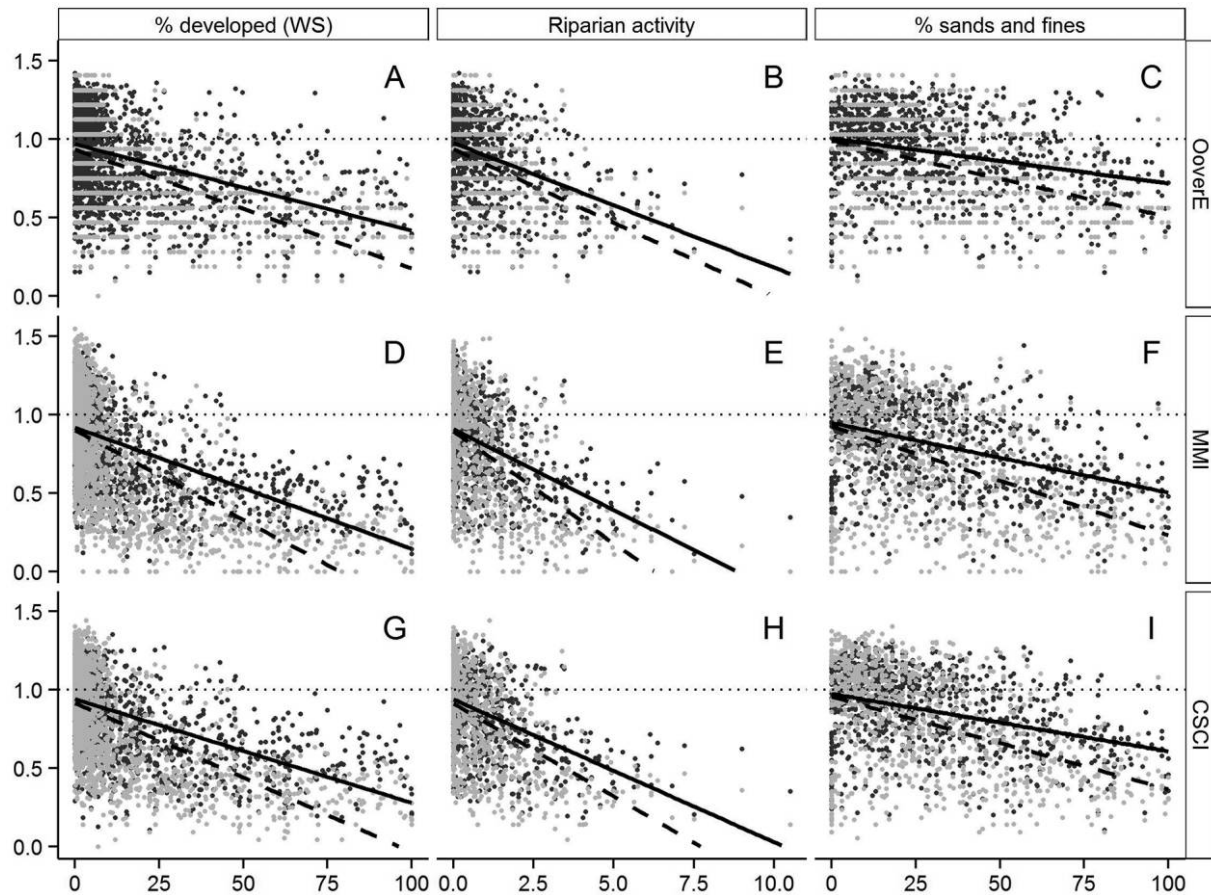 % developed (WS) Riparian activity % sands and fines
1.5 A B C
1.0
0.5
0.0
OoverE
1.5 D E F
1.0
0.5
0.0
MMI
1.5 G H I
1.0
0.5
0.0
CSCI
0 25 50 75 100 0.0 2.5 5.0 7.5 10.0 0 25 50 75 100